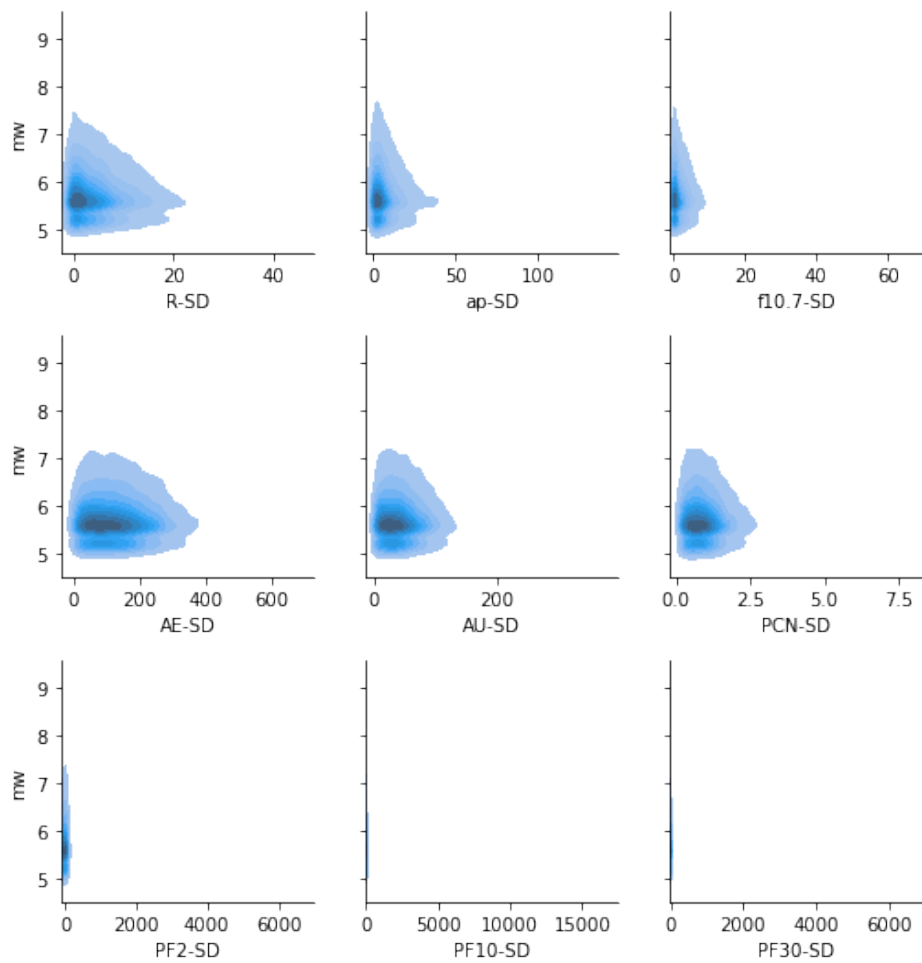 9
8
7
6
5
mw
0 20 40
R-SD
0 50 100
ap-SD
0 20 40 60
f10.7-SD
9
8
7
6
5
mw
0 200 400 600
AE-SD
0 200
AU-SD
0.0 2.5 5.0 7.5
PCN-SD
9
8
7
6
5
mw
0 2000 4000 6000
PF2-SD
0 5000 10000 15000
PF10-SD
0 2000 4000 6000
PF30-SD